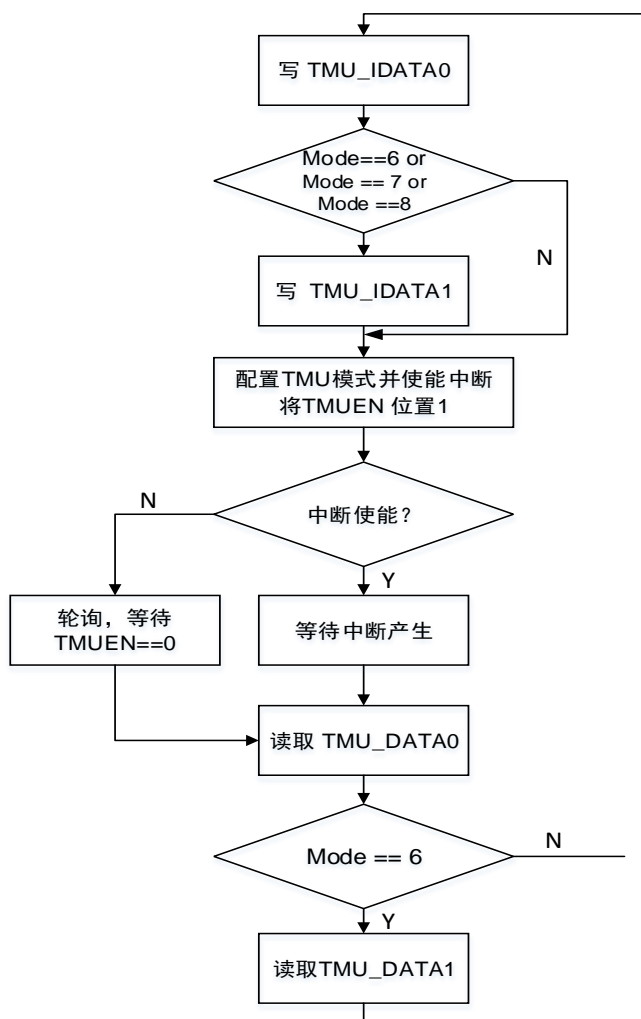 写 TMU_IDATA0
Mode==6 or
Mode == 7 or
Mode ==8
N
写 TMU_IDATA1
配置TMU模式并使能中断
将TMUEN 位置1
N
中断使能？
Y
轮询，等待
TMUEN==0
等待中断产生
读取 TMU_DATA0
Mode == 6
N
Y
读取TMU_DATA1